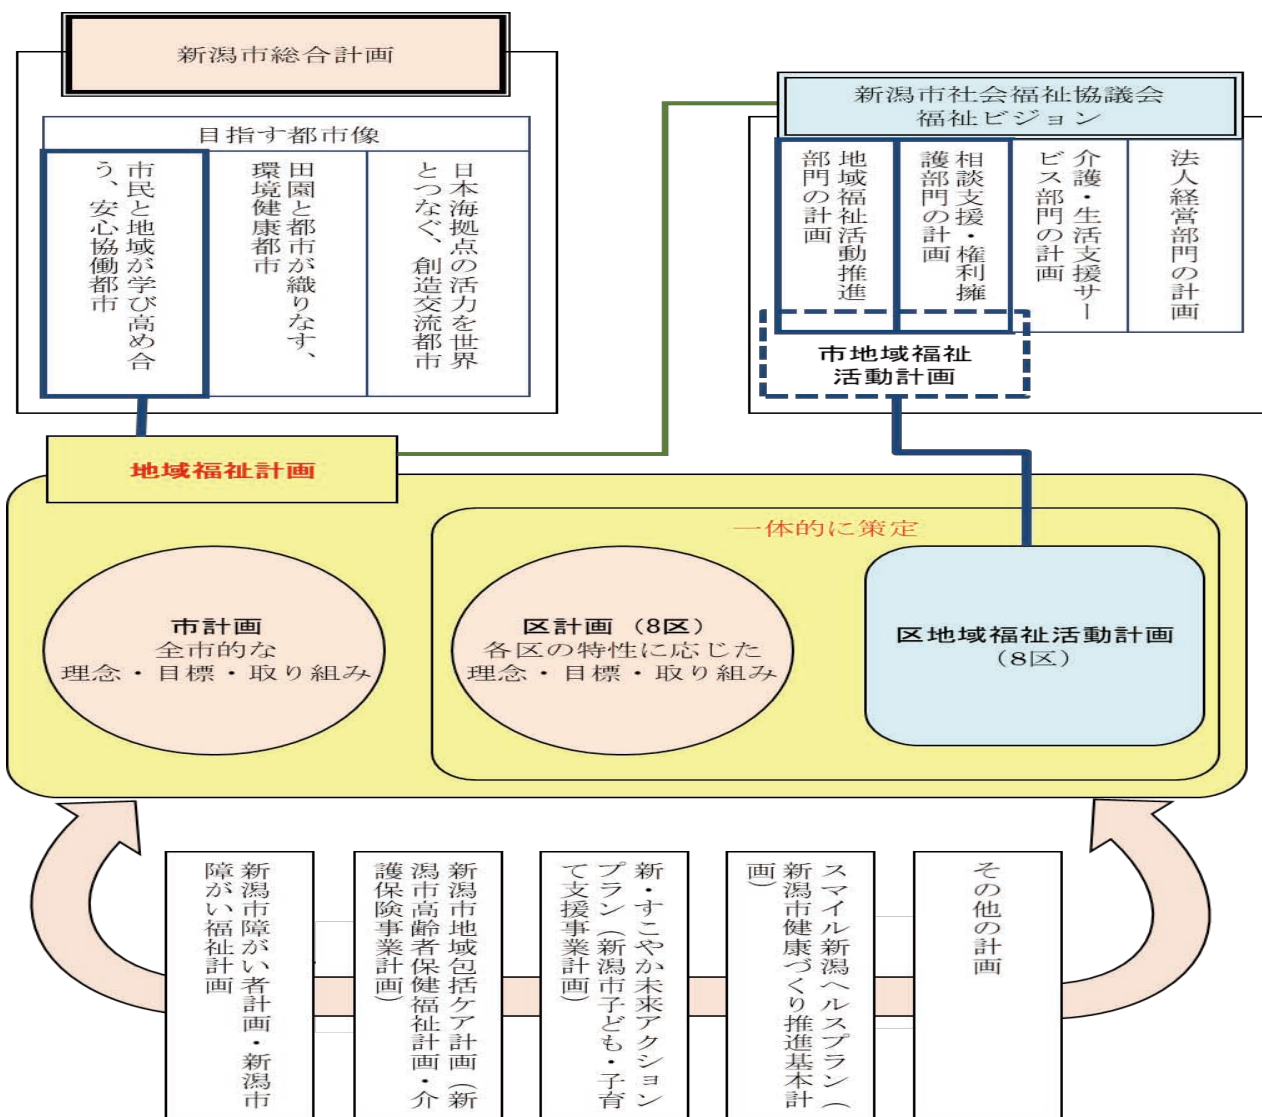 新潟市総合計画
目指す都市像
市民と地域が学び高め合
う、安心協働都市
田園と都市が織りなす、
環境健康都市
日本海拠点の活力を世界
とつなぐ、創造交流都市
新潟市社会福祉協議会
福祉ビジョン
地域福祉活動推進
部門の計画
相談支援・権利擁
護部門の計画
介護・生活支援サー
ビス部門の計画
法人経営部門の計画
市地域福祉
活動計画
地域福祉計画
一体的に策定
市計画
全市的な
理念・目標・取り組み
区計画（8区）
各区の特性に応じた
理念・目標・取り組み
区地域福祉活動計画
（8区）
新潟市障がい者計画・新潟市
障がい福祉計画
新潟市地域包括ケア計画（新
潟市高齢者保健福祉計画・介
護保険事業計画）
新・すこやか未来アクション
プラン（新潟市子ども・子育
て支援事業計画）
スマイル新潟ヘルスプラン（
新潟市健康づくり推進基本計
画）
その他の計画